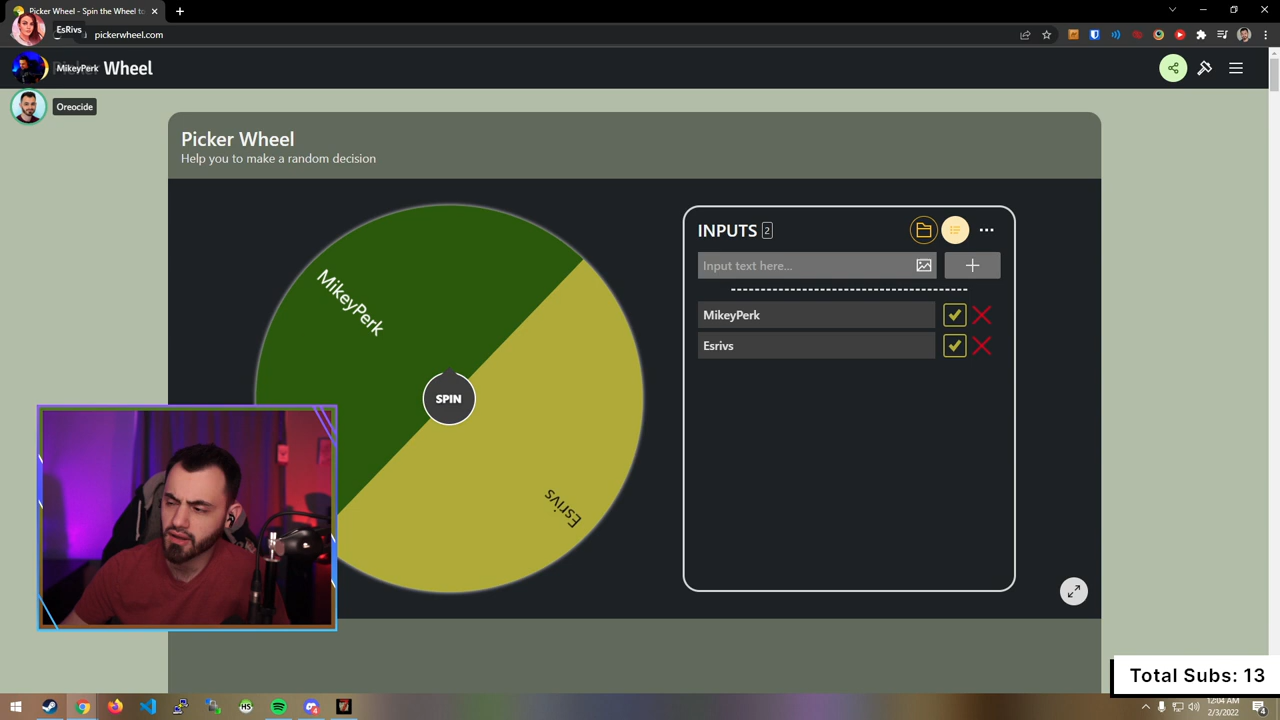 Picker Wheel - Spin the Wheel to
EsRivs
pickerwheel.com
MikeyPerk
Wheel
Oreocide
Picker Wheel
Help you to make a random decision
MikeyPerk
Esrivs
SPIN
INPUTS 2
Input text here...
MikeyPerk
Esrivs
Total Subs: 13
12:04 AM
2/3/2022
4